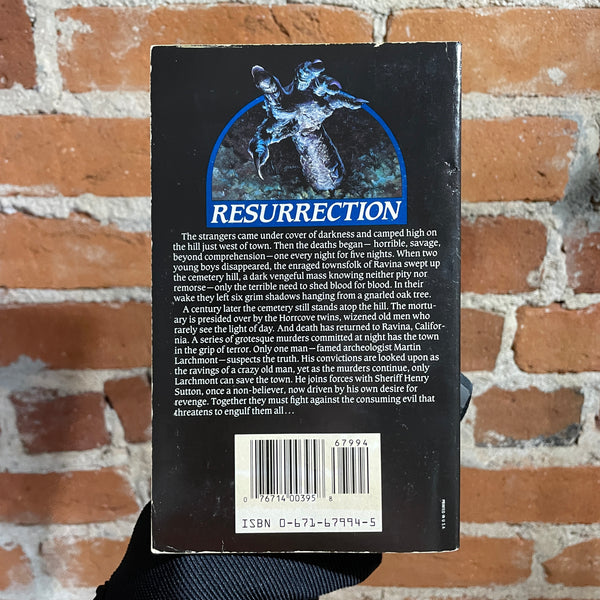 RESURRECTION
The strangers came under cover of darkness and camped high on
the hill just west of town. Then the deaths began—horrible, savage,
beyond comprehension—one every night for five nights. When two
young boys disappeared, the enraged townsfolk of Ravina swept up
the cemetery hill, a dark vengeful mass knowing neither pity nor
remorse—only the terrible need to shed blood for blood. In their
wake they left six grim shadows hanging from a gnarled oak tree.
A century later the cemetery still stands atop the hill. The mortu-
ary is presided over by the Horrcove twins, wizened old men who
rarely see the light of day. And death has returned to Ravina, Califor-
nia. A series of grotesque murders committed at night has the town
in the grip of terror. Only one man—famed archeologist Martin
Larchmont—suspects the truth. His convictions are looked upon as
the ravings of a crazy old man, yet as the murders continue, only
Larchmont can save the town. He joins forces with Sheriff Henry
Sutton, once a non-believer, now driven by his own desire for
revenge. Together they must fight against the consuming evil that
threatens to engulf them all...
67994
0 76714 00395 8
ISBN 0-671-67994-5
PRINTED IN U.S.A.